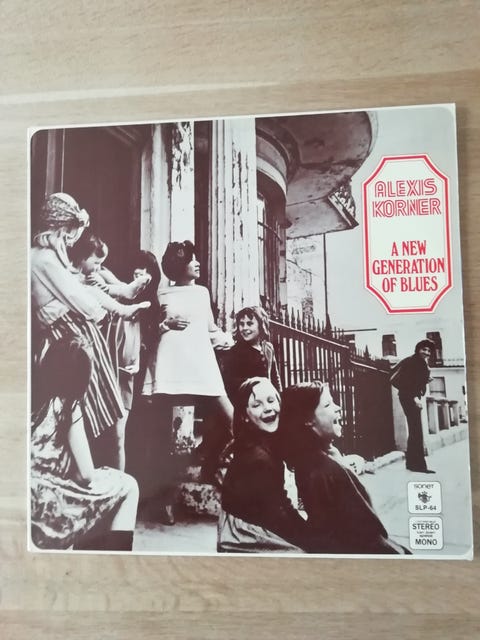 ALEXIS
KORNER
A NEW
GENERATION
OF BLUES
sonet
SLP-64
STEREO
MONO